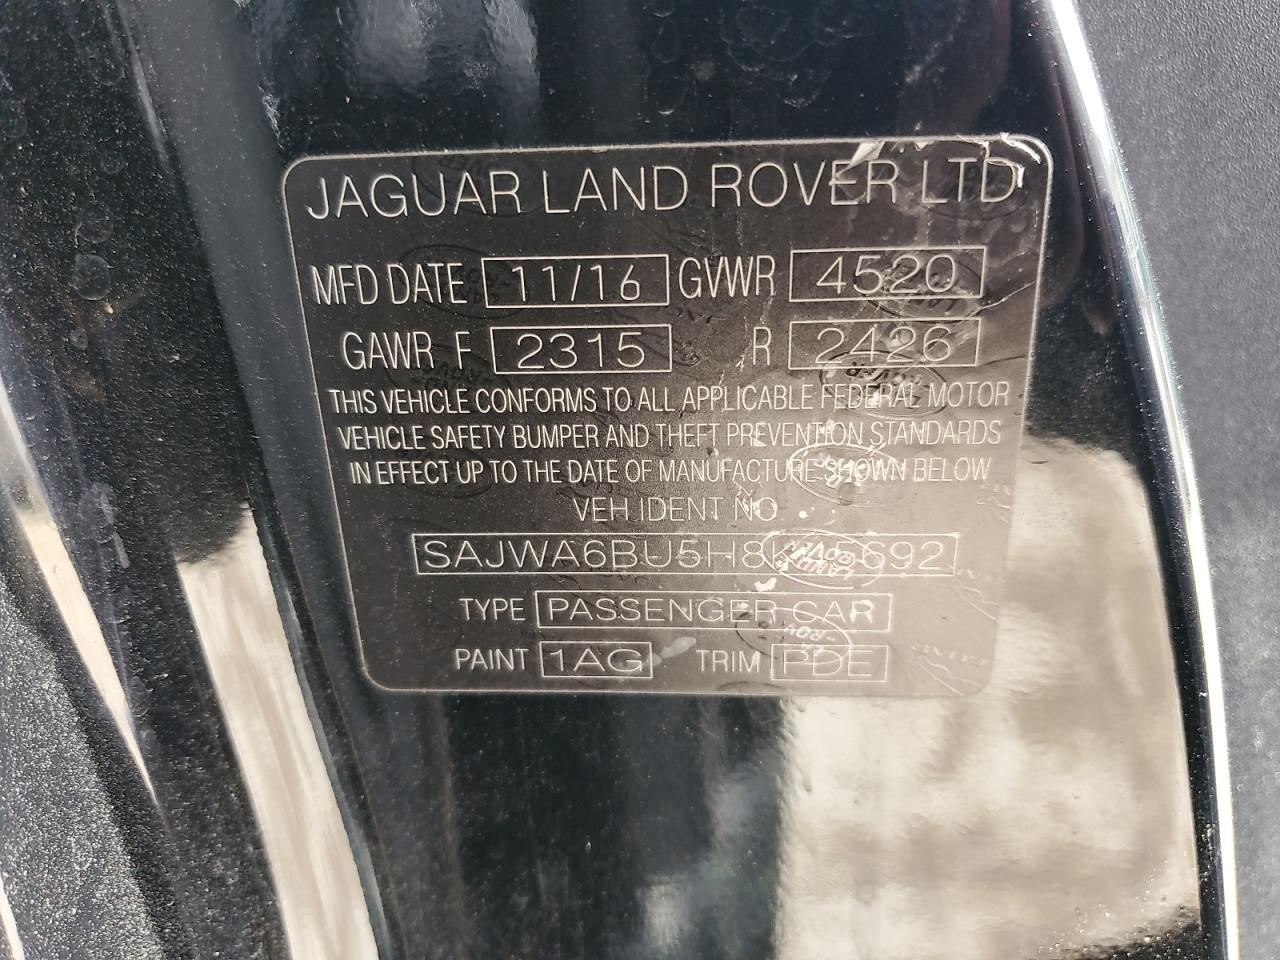 JAGUAR LAND ROVER LTD
MFD DATE 11/16 GVWR 4520
GAWR F 2315 R 2426
THIS VEHICLE CONFORMS TO ALL APPLICABLE FEDERAL MOTOR
VEHICLE SAFETY BUMPER AND THEFT PREVENTION STANDARDS
IN EFFECT UP TO THE DATE OF MANUFACTURE SHOWN BELOW
VEH IDENT NO
TYPE PASSENGER CAR
PAINT 1AG TRIM PDE